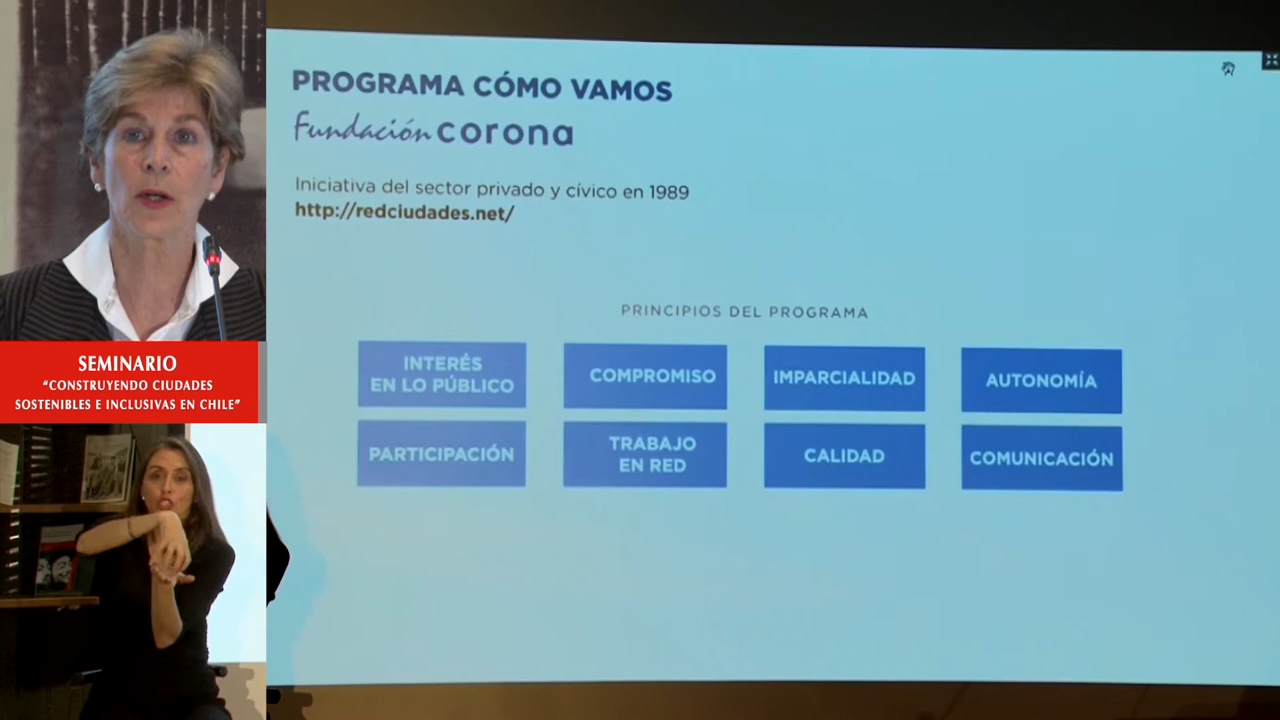 PROGRAMA CÓMO VAMOS
Fundación corona
Iniciativa del sector privado y cívico en 1989
http://redciudades.net/
PRINCIPIOS DEL PROGRAMA
INTERÉS
EN LO PÚBLICO
COMPROMISO
IMPARCIALIDAD
AUTONOMÍA
PARTICIPACIÓN
TRABAJO
EN RED
CALIDAD
COMUNICACIÓN
SEMINARIO
“CONSTRUYENDO CIUDADES
SOSTENIBLES E INCLUSIVAS EN CHILE”